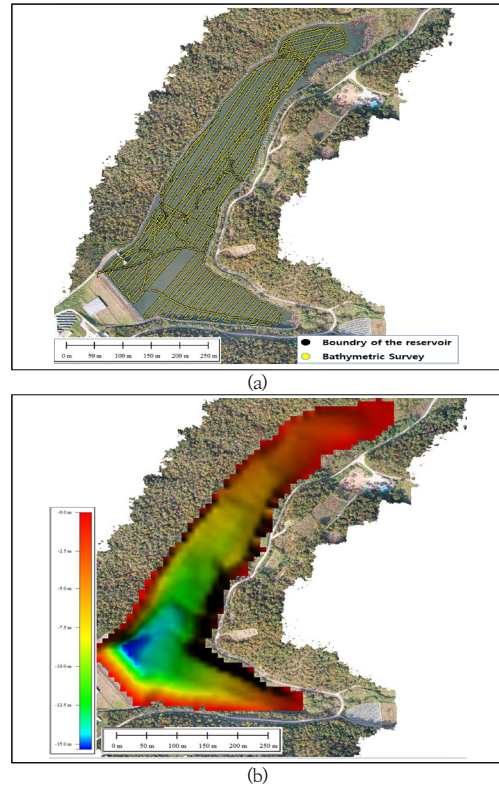 0 m 50 m 100 m 150 m 200 m 250 m
Boundry of the reservoir
Bathymetric Survey
(a)
-0.0 m
-2.5 m
-5.0 m
-7.5 m
-10.0 m
-12.5 m
-15.0 m
0 m 50 m 100 m 150 m 200 m 250 m
(b)